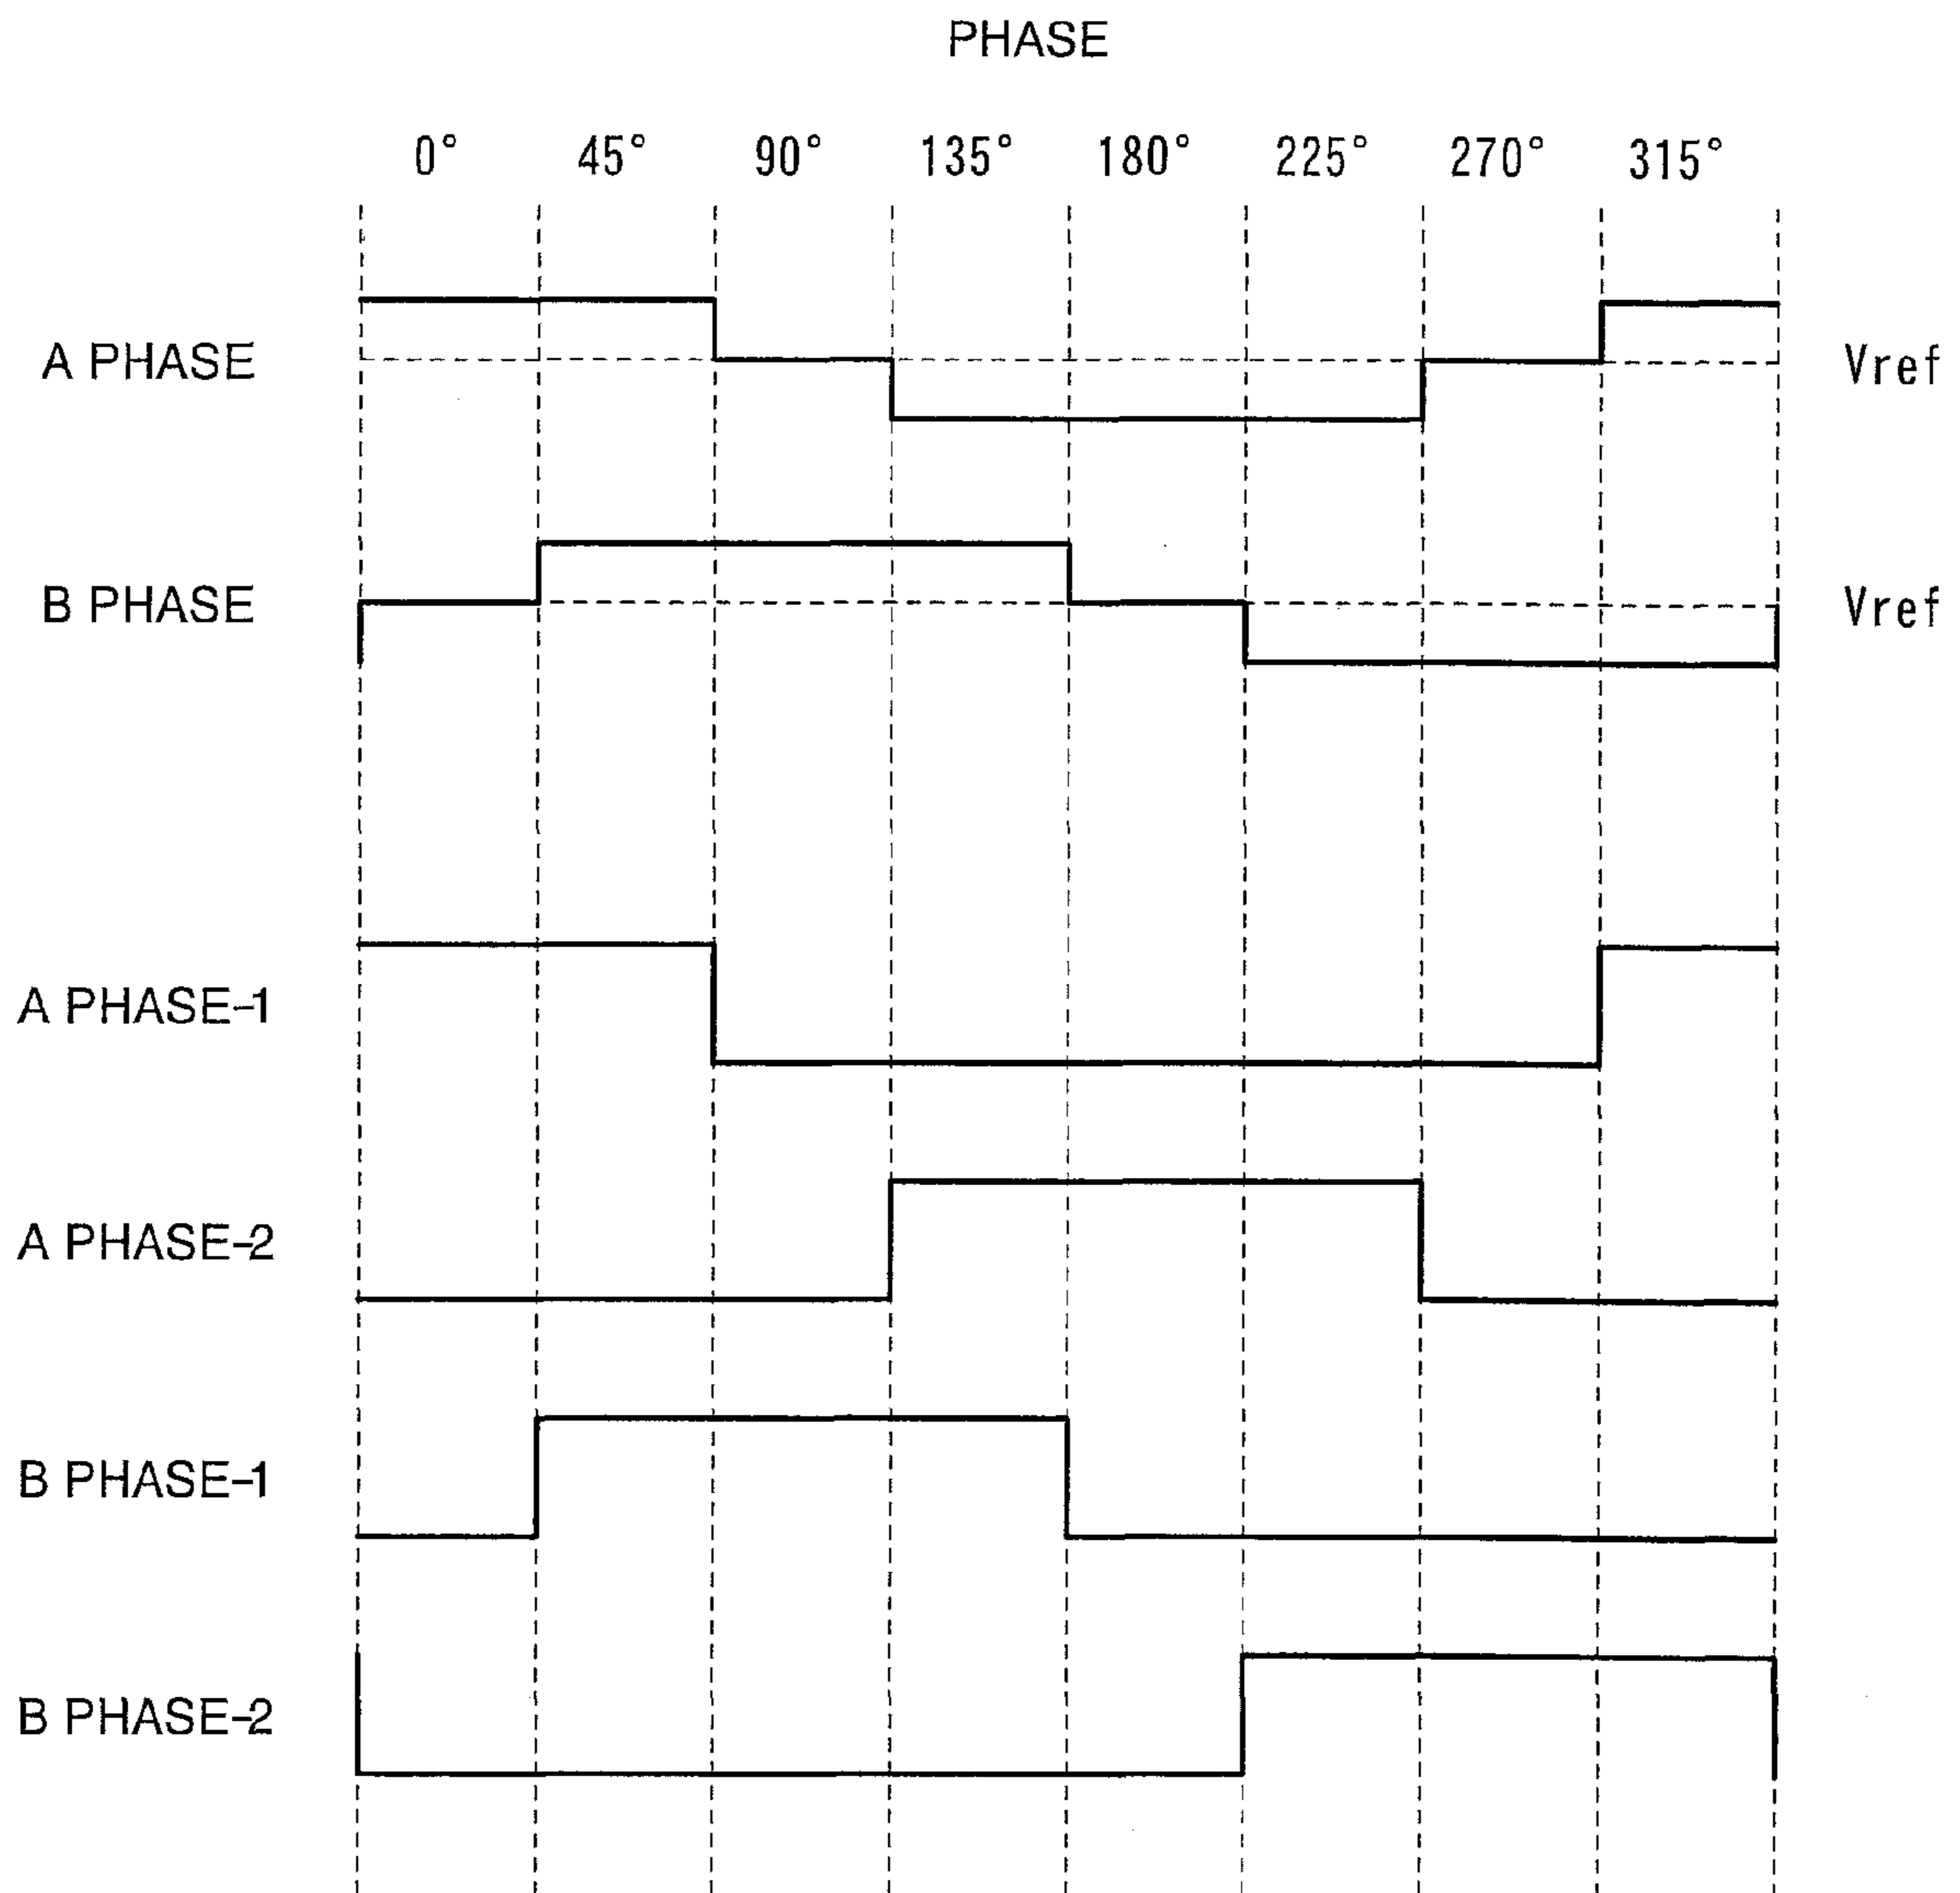 PHASE
0° 45° 90° 135° 180° 225° 270° 315°
A PHASE Vref
B PHASE Vref
A PHASE-1
A PHASE-2
B PHASE-1
B PHASE-2